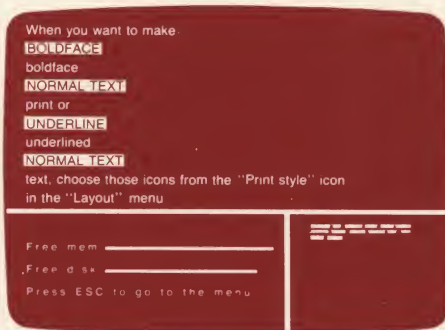 When you want to make
BOLDFACE
boldface
NORMAL TEXT
print or
UNDERLINE
underlined
NORMAL TEXT
text, choose those icons from the "Print style" icon
in the "Layout" menu
Free mem
Free disk
Press ESC to go to the menu